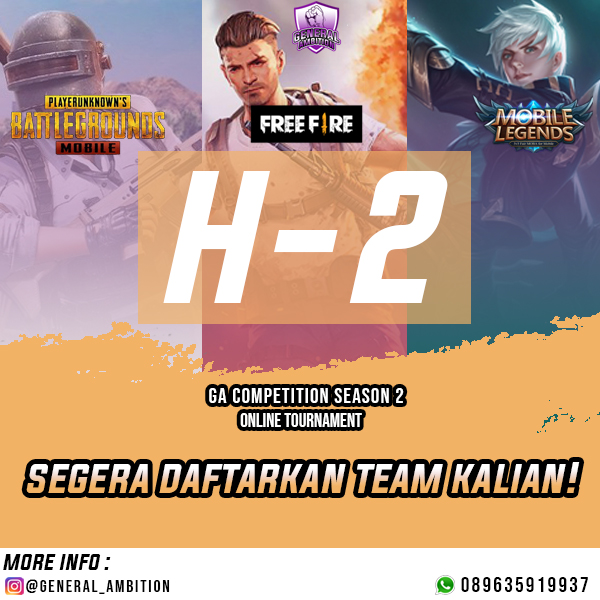 GENERAL
AMBITION
PLAYERUNKNOWN'S
BATTLEGROUNDS
MOBILE
FREE FIRE
MOBILE
LEGENDS
H-2
GA COMPETITION SEASON 2
ONLINE TOURNAMENT
SEGERA DAFTARKAN TEAM KALIAN!
MORE INFO :
@GENERAL_AMBITION
089635919937